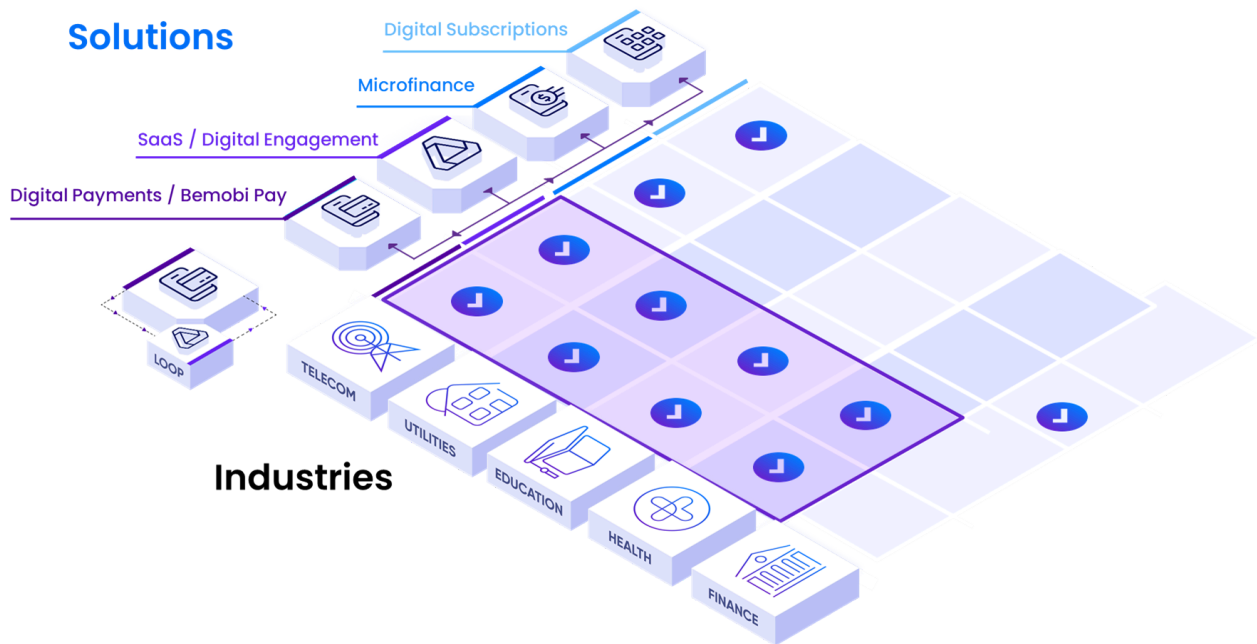 Solutions
Digital Subscriptions
Microfinance
SaaS / Digital Engagement
Digital Payments / Bemobi Pay
LOOP
TELECOM
UTILITIES
EDUCATION
HEALTH
FINANCE
Industries